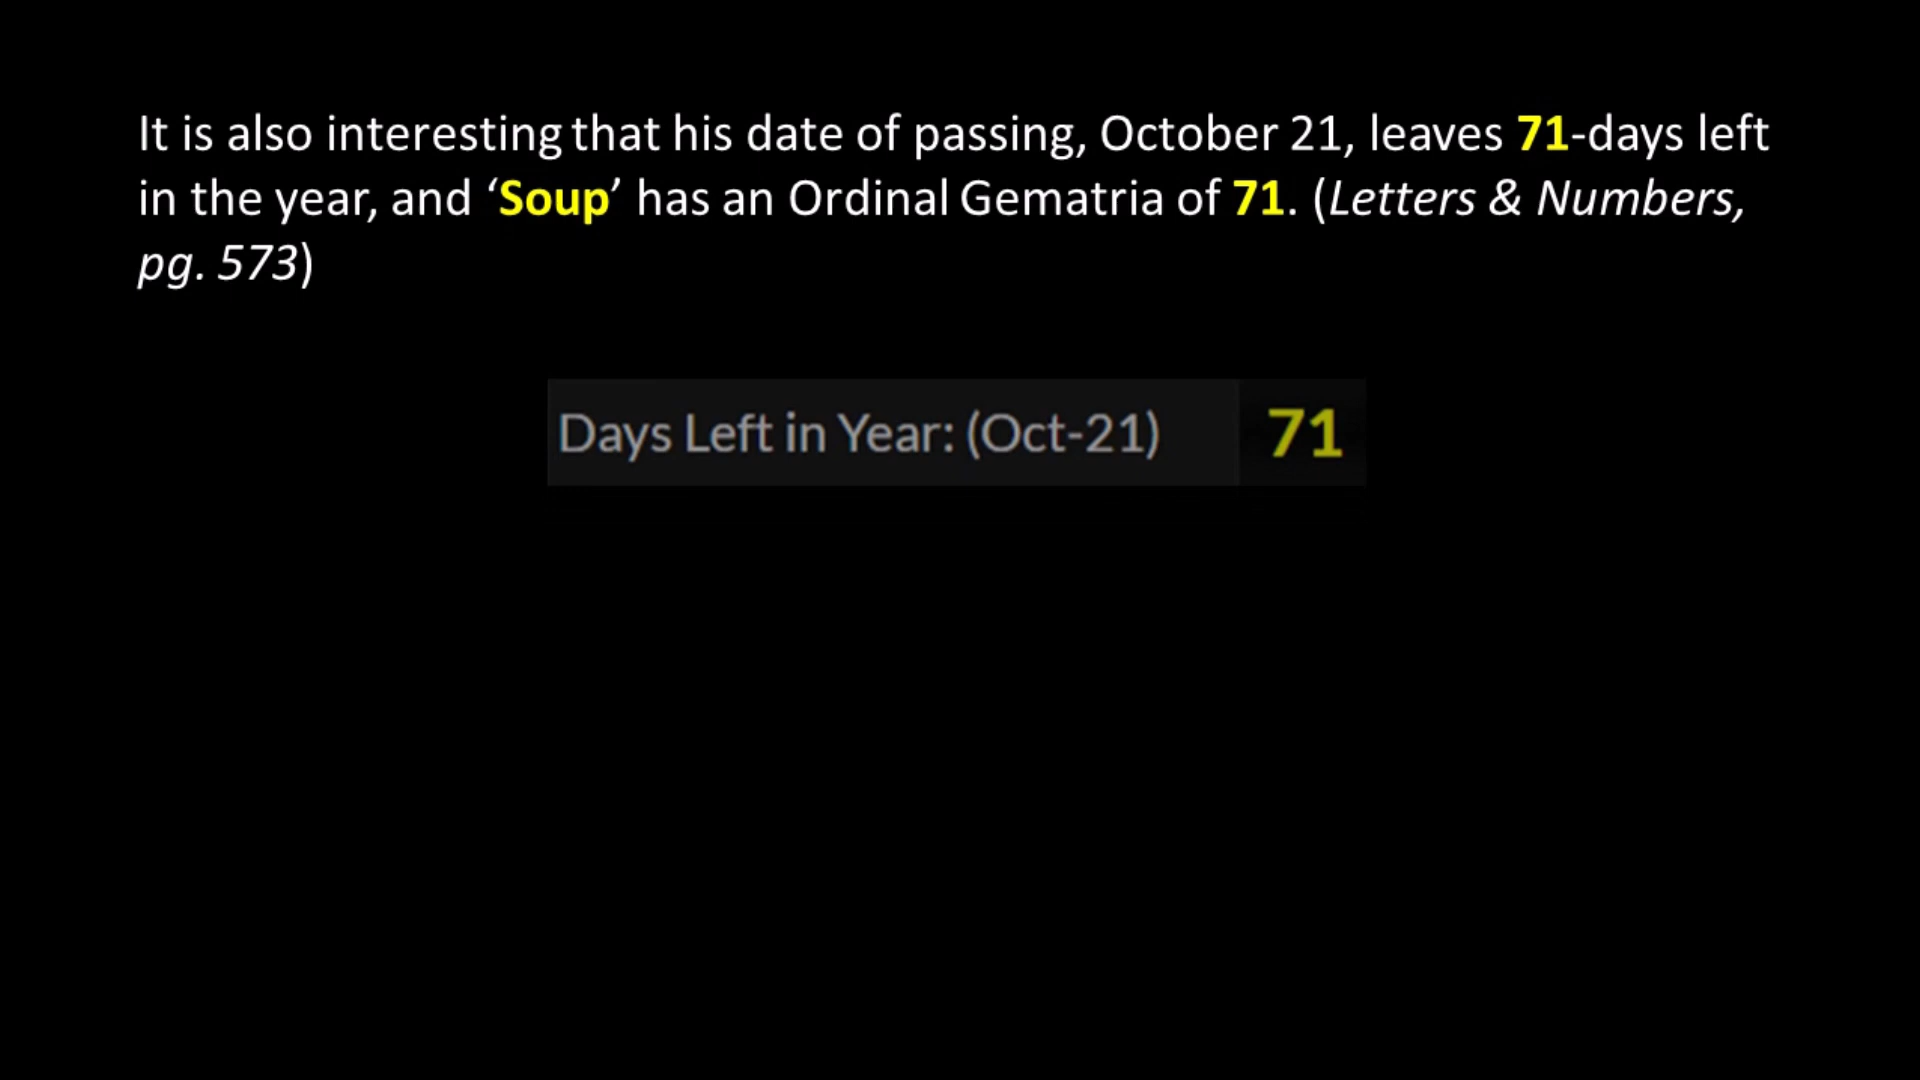 It is also interesting that his date of passing, October 21, leaves 71-days left
in the year, and ‘Soup’ has an Ordinal Gematria of 71. (Letters & Numbers,
pg. 573)
Days Left in Year: (Oct-21) 71